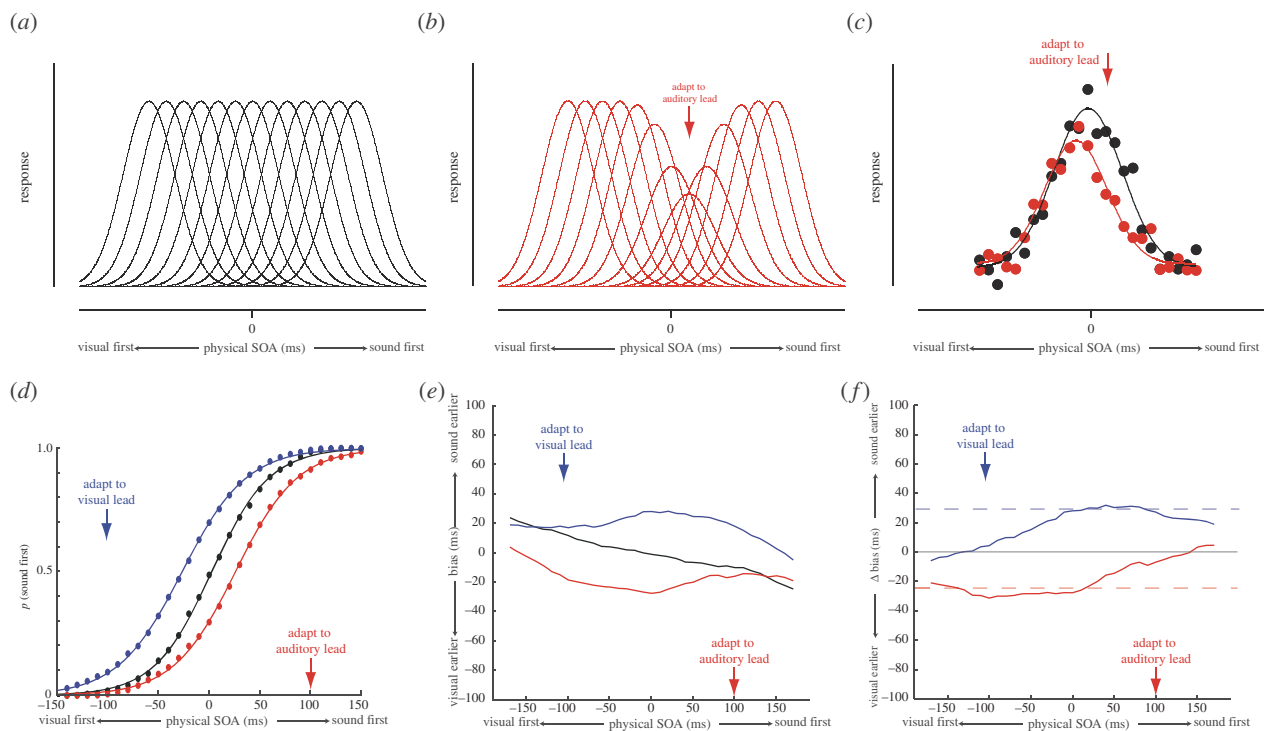 (a)
response
0
visual first
physical SOA (ms)
sound first
(b)
response
adapt to
auditory lead
0
visual first
physical SOA (ms)
sound first
(c)
response
adapt to
auditory lead
0
visual first
physical SOA (ms)
sound first
(d)
p (sound first)
1.0
0.5
0
adapt to
visual lead
adapt to
auditory lead
−150 −100 −50 0 50 100 150
visual first
physical SOA (ms)
sound first
(e)
visual earlier
bias (ms)
sound earlier
100
80
60
40
20
0
−20
−40
−60
−80
−100
adapt to
visual lead
adapt to
auditory lead
−150 −100 −50 0 50 100 150
visual first
physical SOA (ms)
sound first
(f)
visual earlier
Δ bias (ms)
sound earlier
100
80
60
40
20
0
−20
−40
−60
−80
−100
adapt to
visual lead
adapt to
auditory lead
−150 −100 −50 0 50 100 150
visual first
physical SOA (ms)
sound first